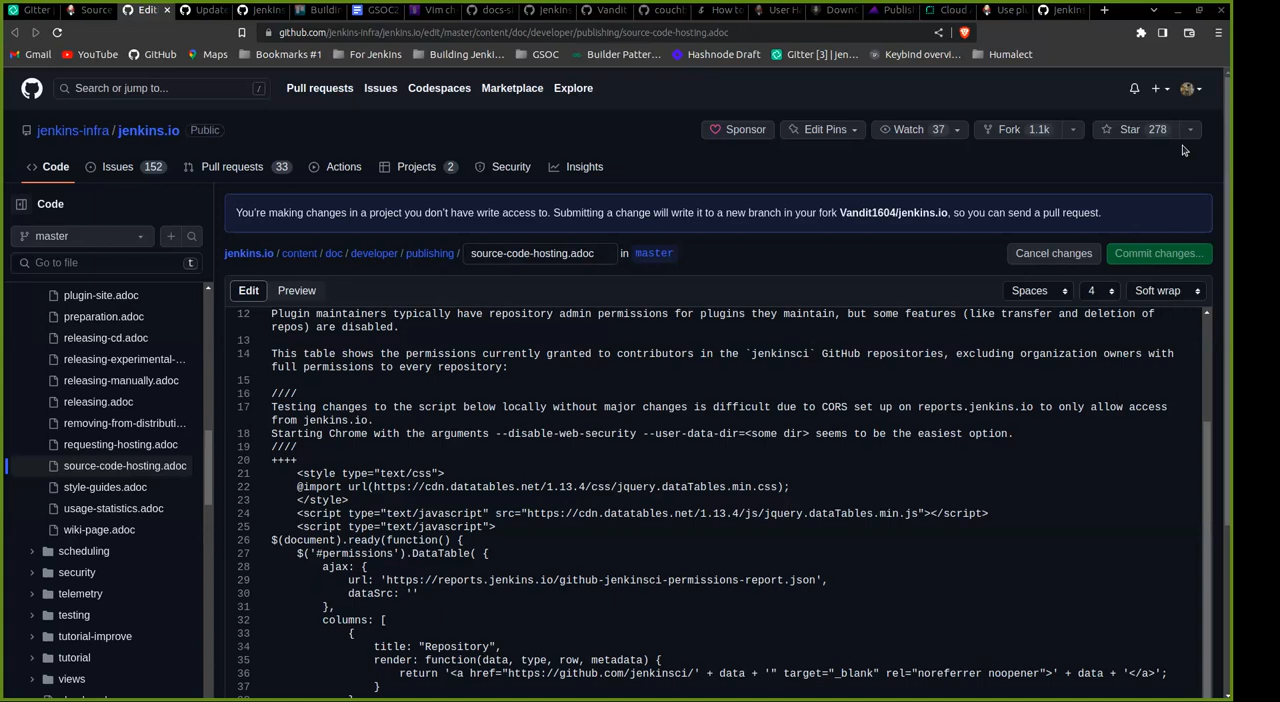 Gitter
Source
Edit
Update
Jenkin
Buildin
GSOC2
Vim ch
docs-si
jenkin
Vandit
couch
How to
User H
Down
Publis
Cloud
Use pl
jenkin
github.com/jenkins-infra/jenkins.io/edit/master/content/doc/developer/publishing/source-code-hosting.adoc
Gmail
YouTube
GitHub
Maps
Bookmarks #1
For Jenkins
Building Jenki...
GSOC
Builder Patter...
Hashnode Draft
Gitter [3] | Jen...
Keybind overvi...
Humalect
Search or jump to...
/
Pull requests
Issues
Codespaces
Marketplace
Explore
jenkins-infra / jenkins.io
Public
Sponsor
Edit Pins
Watch 37
Fork 1.1k
Star 278
Code
Issues 152
Pull requests 33
Actions
Projects 2
Security
Insights
Code
master
Go to file
t
plugin-site.adoc
preparation.adoc
releasing-cd.adoc
releasing-experimental-...
releasing-manually.adoc
releasing.adoc
removing-from-distributi...
requesting-hosting.adoc
source-code-hosting.adoc
style-guides.adoc
usage-statistics.adoc
wiki-page.adoc
scheduling
security
telemetry
testing
tutorial-improve
tutorial
views
You're making changes in a project you don't have write access to. Submitting a change will write it to a new branch in your fork Vandit1604/jenkins.io, so you can send a pull request.
jenkins.io / content / doc / developer / publishing / source-code-hosting.adoc in master
Cancel changes
Commit changes...
Edit
Preview
Spaces
4
Soft wrap
12 Plugin maintainers typically have repository admin permissions for plugins they maintain, but some features (like transfer and deletion of
repos) are disabled.
13
14 This table shows the permissions currently granted to contributors in the `jenkinsci` GitHub repositories, excluding organization owners with
full permissions to every repository:
15
16 ////
17 Testing changes to the script below locally without major changes is difficult due to CORS set up on reports.jenkins.io to only allow access
from jenkins.io.
18 Starting Chrome with the arguments --disable-web-security --user-data-dir=<some dir> seems to be the easiest option.
19 ////
20 ++++
21 <style type="text/css">
22 @import url(https://cdn.datatables.net/1.13.4/css/jquery.dataTables.min.css);
23 </style>
24 <script type="text/javascript" src="https://cdn.datatables.net/1.13.4/js/jquery.dataTables.min.js"></script>
25 <script type="text/javascript">
26 $(document).ready(function() {
27 $('#permissions').DataTable( {
28 ajax: {
29 url: 'https://reports.jenkins.io/github-jenkinsci-permissions-report.json',
30 dataSrc: ''
31 },
32 columns: [
33 {
34 title: "Repository",
35 render: function(data, type, row, metadata) {
36 return '<a href="https://github.com/jenkinsci/' + data + '" target="_blank" rel="noreferrer noopener">' + data + '</a>';
37 }